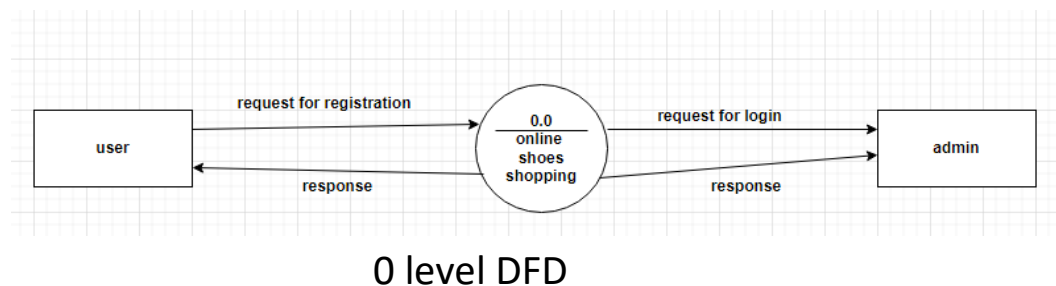 request for registration
user
response
0.0
online
shoes
shopping
request for login
response
admin
0 level DFD